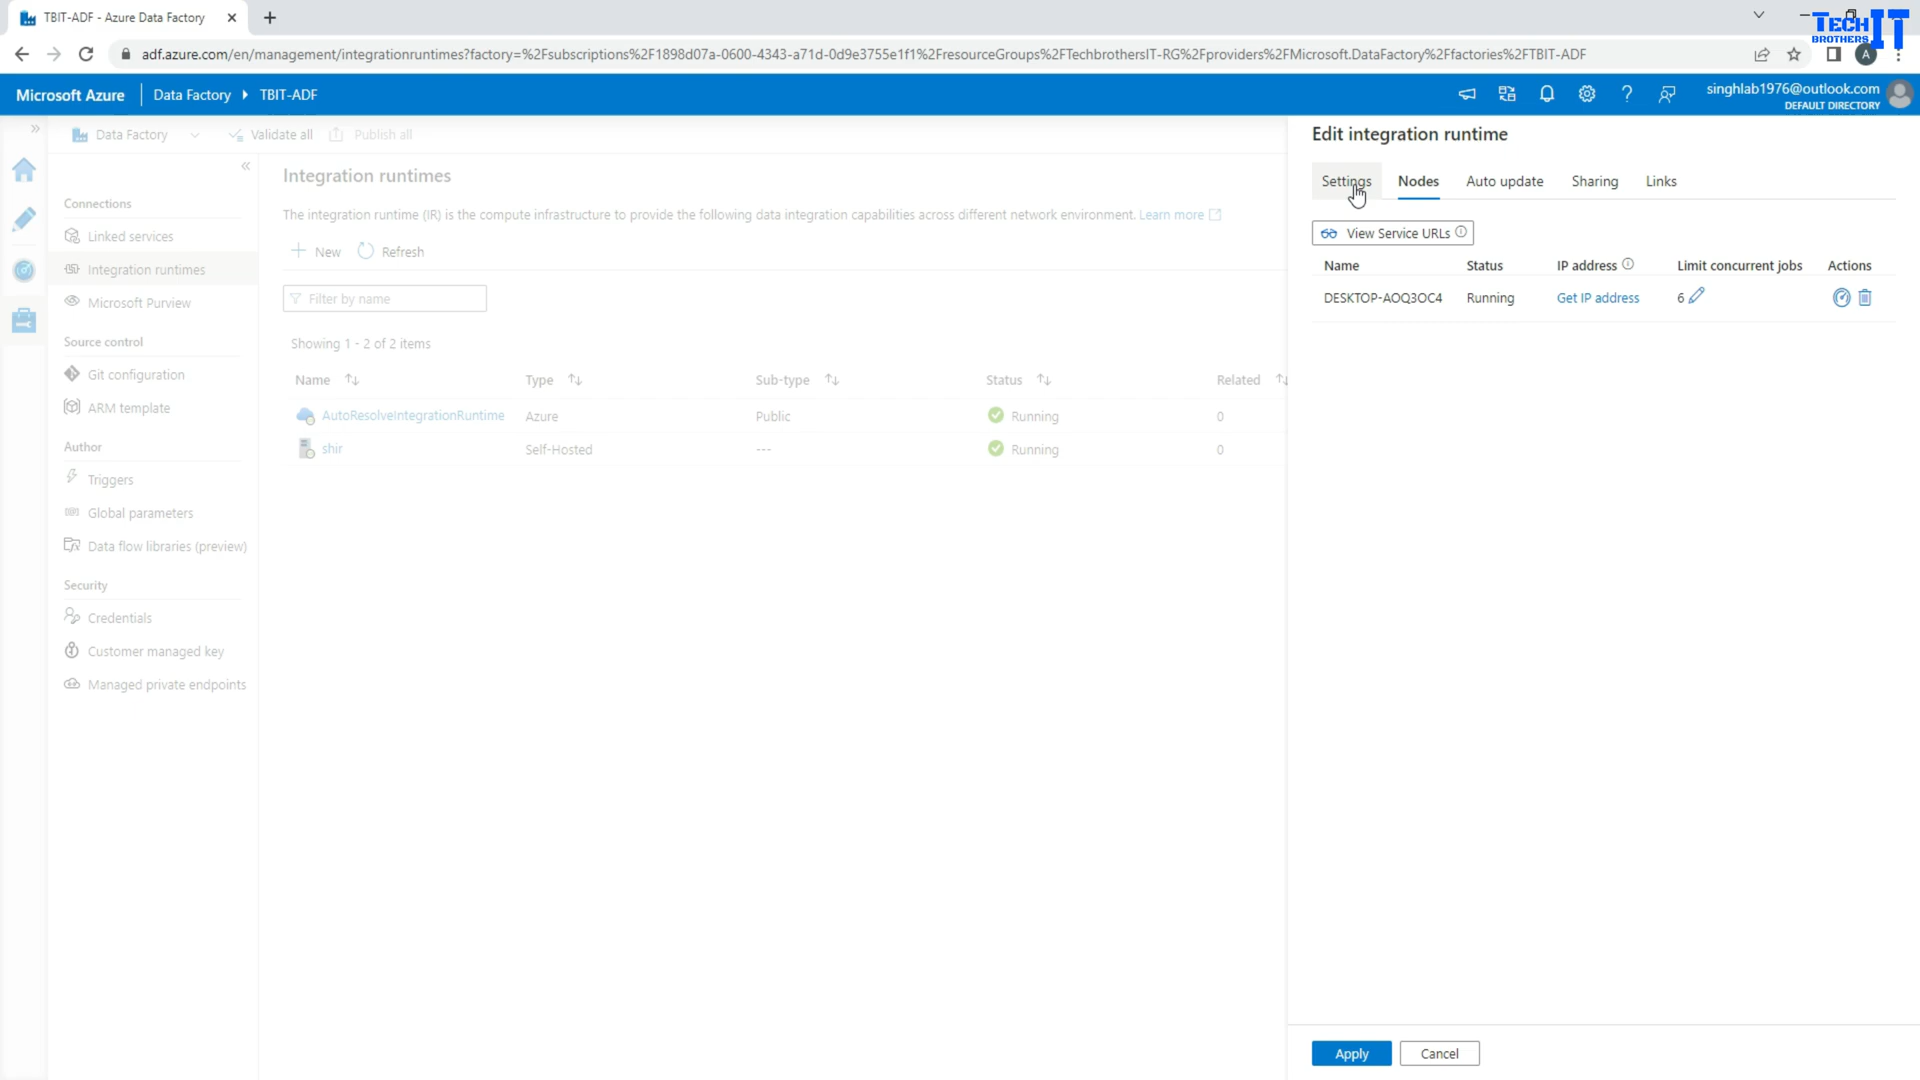 TBIT-ADF - Azure Data Factory
TECH IT
BROTHERS
adf.azure.com/en/management/integrationruntimes?factory=%2Fsubscriptions%2F1898d07a-0600-4343-a71d-0d9e3755e1f1%2FresourceGroups%2FTechbrothersIT-RG%2Fproviders%2FMicrosoft.DataFactory%2Ffactories%2FTBIT-ADF
A
Microsoft Azure Data Factory TBIT-ADF
singhlab1976@outlook.com
DEFAULT DIRECTORY
Data Factory Validate all Publish all
Connections
Linked services
Integration runtimes
Microsoft Purview
Source control
Git configuration
ARM template
Author
Triggers
Global parameters
Data flow libraries (preview)
Security
Credentials
Customer managed key
Managed private endpoints
Integration runtimes
The integration runtime (IR) is the compute infrastructure to provide the following data integration capabilities across different network environment. Learn more
New Refresh
Filter by name
Showing 1 - 2 of 2 items
Name Type Sub-type Status Related
AutoResolveIntegrationRuntime Azure Public Running 0
shir Self-Hosted --- Running 0
Edit integration runtime
Settings Nodes Auto update Sharing Links
View Service URLs
Name Status IP address Limit concurrent jobs Actions
DESKTOP-AOQ3OC4 Running Get IP address 6
Apply Cancel